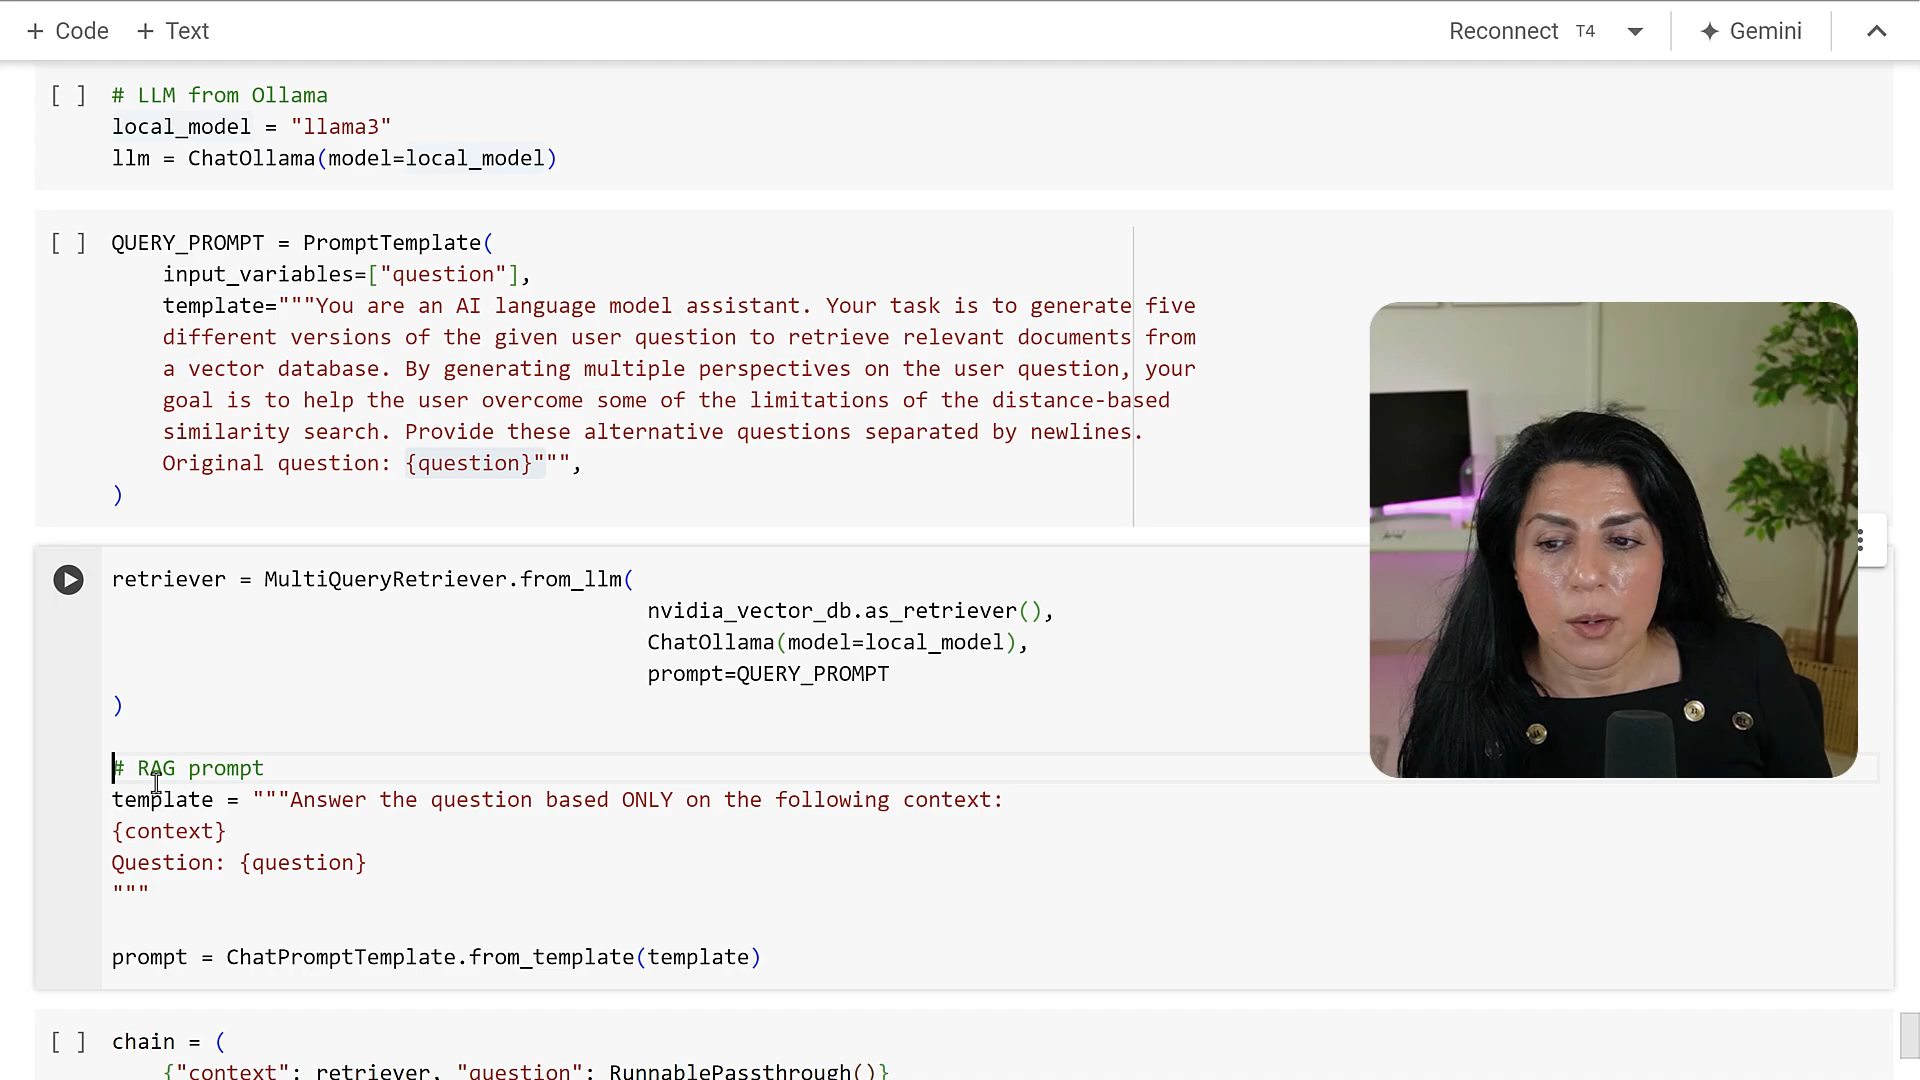 + Code + Text Reconnect T4 Gemini
[ ] # LLM from Ollama
local_model = "llama3"
llm = ChatOllama(model=local_model)
[ ] QUERY_PROMPT = PromptTemplate(
input_variables=["question"],
template="""You are an AI language model assistant. Your task is to generate five
different versions of the given user question to retrieve relevant documents from
a vector database. By generating multiple perspectives on the user question, your
goal is to help the user overcome some of the limitations of the distance-based
similarity search. Provide these alternative questions separated by newlines.
Original question: {question}""",
)
retriever = MultiQueryRetriever.from_llm(
nvidia_vector_db.as_retriever(),
ChatOllama(model=local_model),
prompt=QUERY_PROMPT
)
# RAG prompt
template = """Answer the question based ONLY on the following context:
{context}
Question: {question}
"""
prompt = ChatPromptTemplate.from_template(template)
[ ] chain = (
{"context": retriever, "question": RunnablePassthrough()}